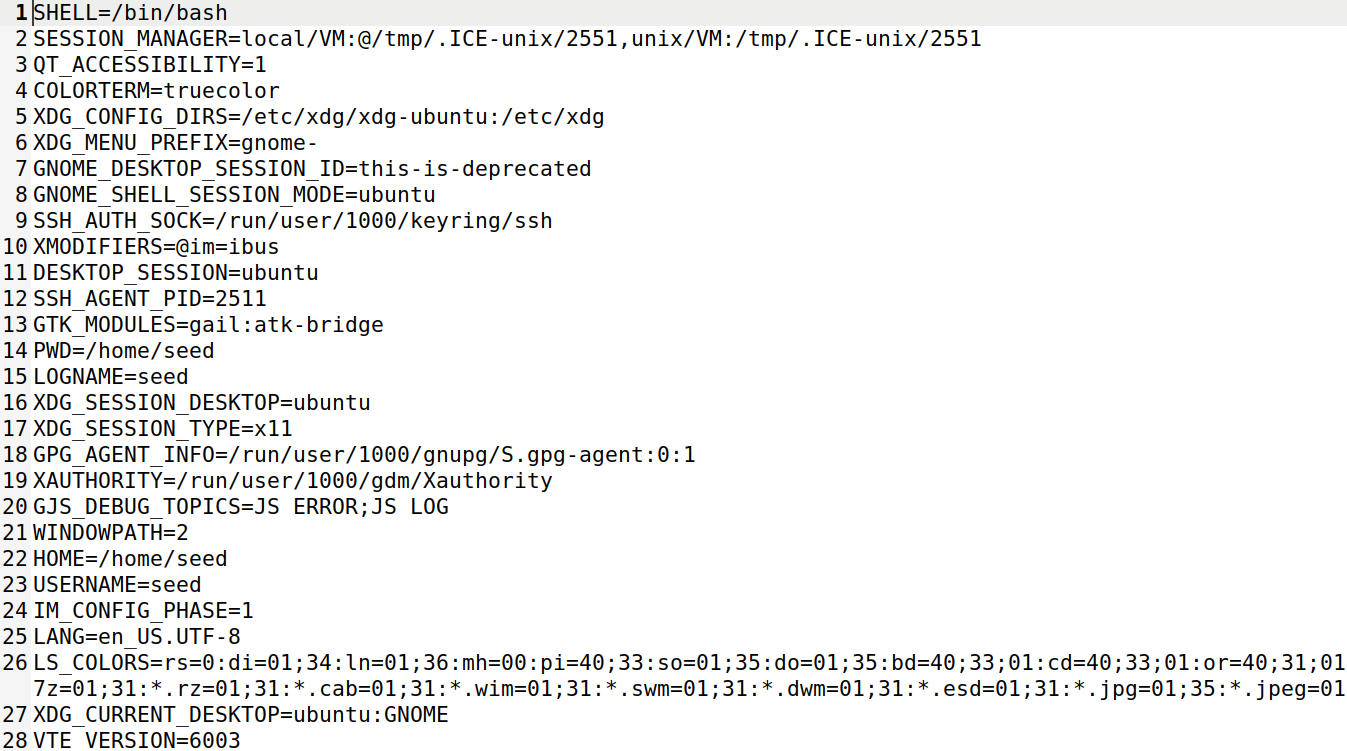 1 SHELL=/bin/bash
2 SESSION_MANAGER=local/VM:@/tmp/.ICE-unix/2551,unix/VM:/tmp/.ICE-unix/2551
3 QT_ACCESSIBILITY=1
4 COLORTERM=truecolor
5 XDG_CONFIG_DIRS=/etc/xdg/xdg-ubuntu:/etc/xdg
6 XDG_MENU_PREFIX=gnome-
7 GNOME_DESKTOP_SESSION_ID=this-is-deprecated
8 GNOME_SHELL_SESSION_MODE=ubuntu
9 SSH_AUTH_SOCK=/run/user/1000/keyring/ssh
10 XMODIFIERS=@im=ibus
11 DESKTOP_SESSION=ubuntu
12 SSH_AGENT_PID=2511
13 GTK_MODULES=gail:atk-bridge
14 PWD=/home/seed
15 LOGNAME=seed
16 XDG_SESSION_DESKTOP=ubuntu
17 XDG_SESSION_TYPE=x11
18 GPG_AGENT_INFO=/run/user/1000/gnupg/S.gpg-agent:0:1
19 XAUTHORITY=/run/user/1000/gdm/Xauthority
20 GJS_DEBUG_TOPICS=JS ERROR;JS LOG
21 WINDOWPATH=2
22 HOME=/home/seed
23 USERNAME=seed
24 IM_CONFIG_PHASE=1
25 LANG=en_US.UTF-8
26 LS_COLORS=rs=0:di=01;34:ln=01;36:mh=00:pi=40;33:so=01;35:do=01;35:bd=40;33;01:cd=40;33;01:or=40;31;01
7z=01;31:*.rz=01;31:*.cab=01;31:*.wim=01;31:*.swm=01;31:*.dwm=01;31:*.esd=01;31:*.jpg=01;35:*.jpeg=01
27 XDG_CURRENT_DESKTOP=ubuntu:GNOME
28 VTE_VERSION=6003